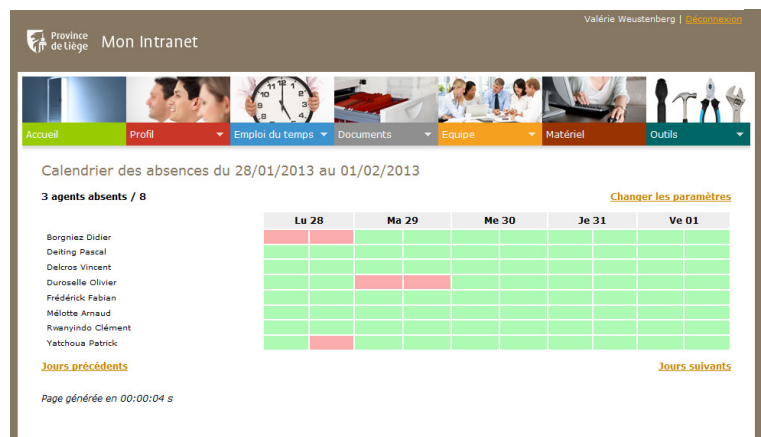 Valérie Weustenberg | Déconnexion
Province de Liège
Mon Intranet
Accueil Profil Emploi du temps Documents Equipe Matériel Outils
Calendrier des absences du 28/01/2013 au 01/02/2013
3 agents absents / 8 Changer les paramètres
Lu 28 Ma 29 Me 30 Je 31 Ve 01
Borgniez Didier
Deiting Pascal
Delcros Vincent
Duroselle Olivier
Frédérick Fabian
Mélotte Arnaud
Rwanyindo Clément
Yatchoua Patrick
Jours précédents Jours suivants
Page générée en 00:00:04 s